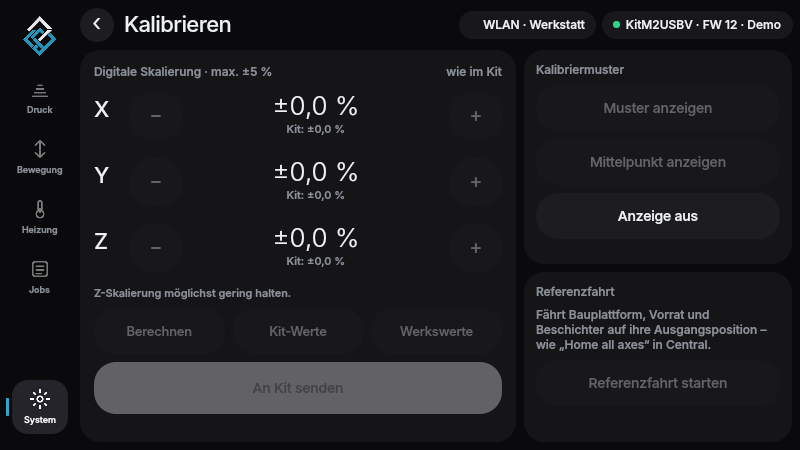 Kalibrieren
WLAN · Werkstatt
KitM2USBV · FW 12 · Demo
Druck
Bewegung
Heizung
Jobs
System
Digitale Skalierung · max. ±5 %
wie im Kit
X
−
±0,0 %
+
Kit: ±0,0 %
Y
−
±0,0 %
+
Kit: ±0,0 %
Z
−
±0,0 %
+
Kit: ±0,0 %
Z-Skalierung möglichst gering halten.
Berechnen
Kit-Werte
Werkswerte
An Kit senden
Kalibriermuster
Muster anzeigen
Mittelpunkt anzeigen
Anzeige aus
Referenzfahrt
Fährt Bauplattform, Vorrat und
Beschichter auf ihre Ausgangsposition –
wie „Home all axes“ in Central.
Referenzfahrt starten